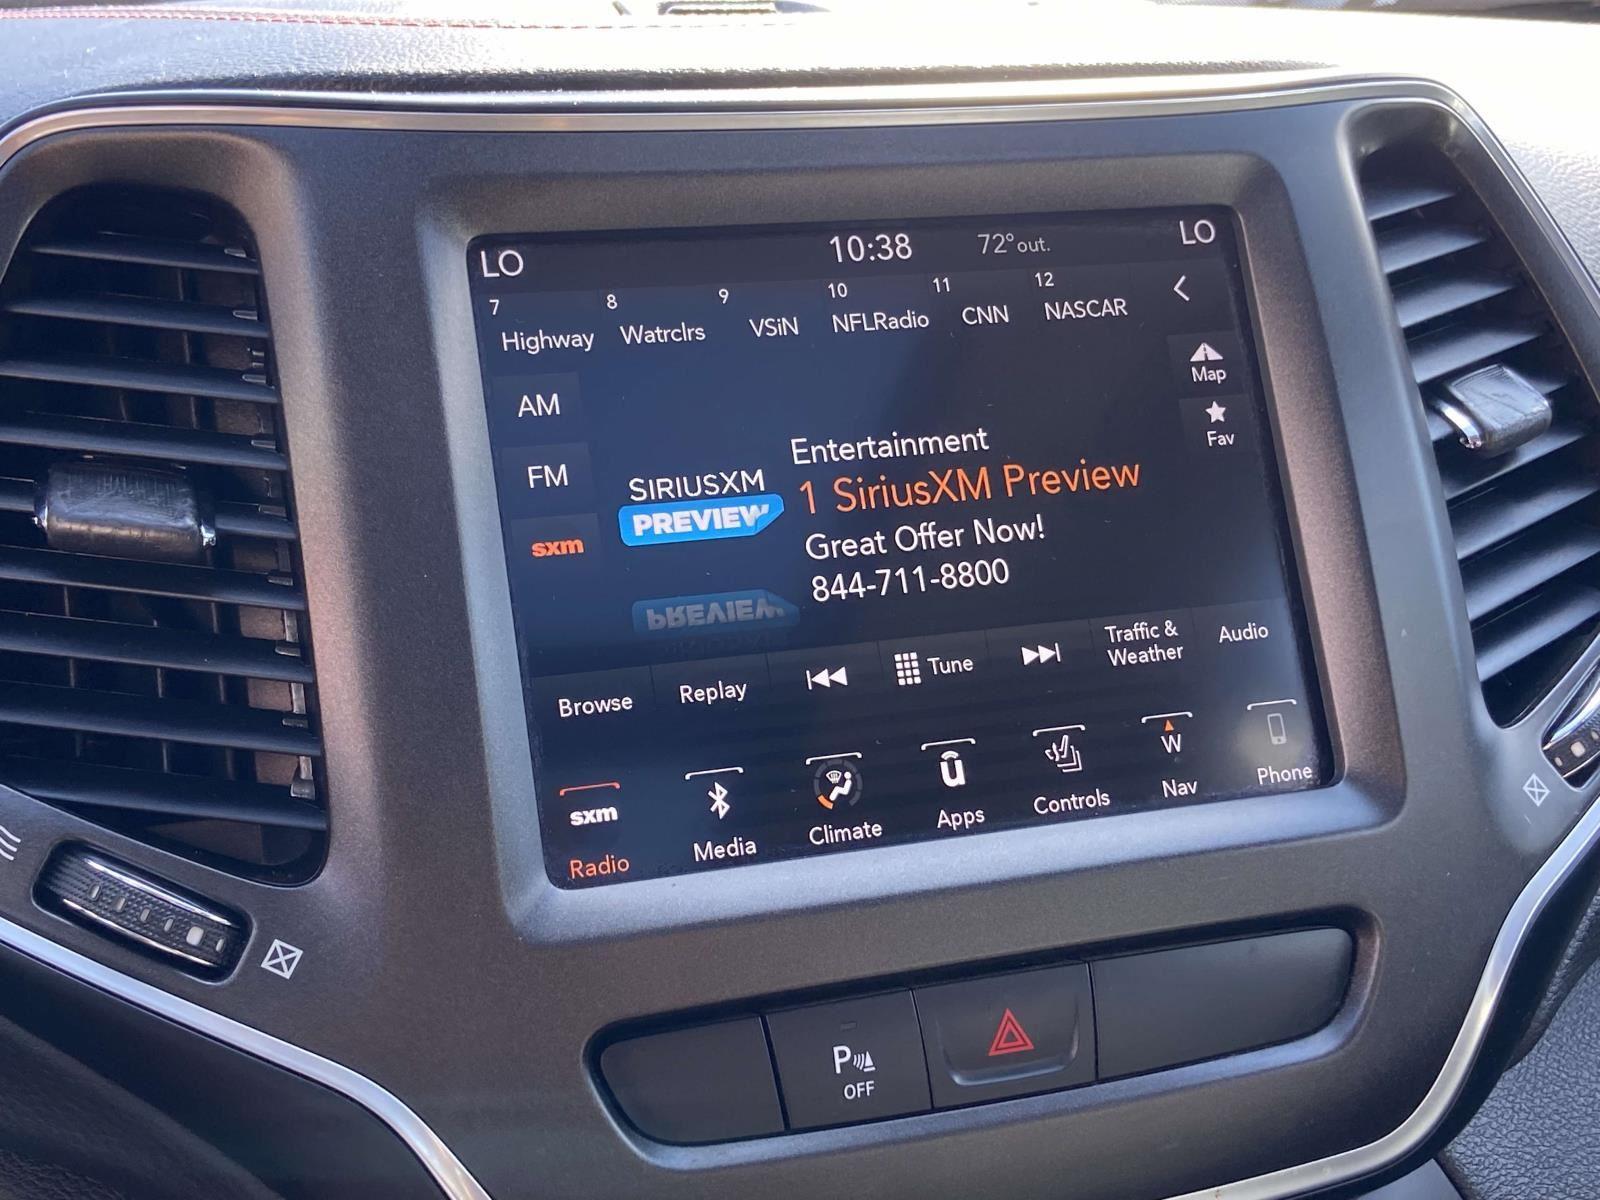 LO 10:38 72° out. LO
7 8 9 10 11 12
Highway Watrclrs VSiN NFLRadio CNN NASCAR
Map
AM
Fav
FM
Entertainment
SIRIUSXM
1 SiriusXM Preview
PREVIEW
Great Offer Now!
sxm
844-711-8800
PREVIEW
Browse Replay Tune Traffic &
Weather Audio
sxm
u
W
Radio Media Climate Apps Controls Nav Phone
P
OFF